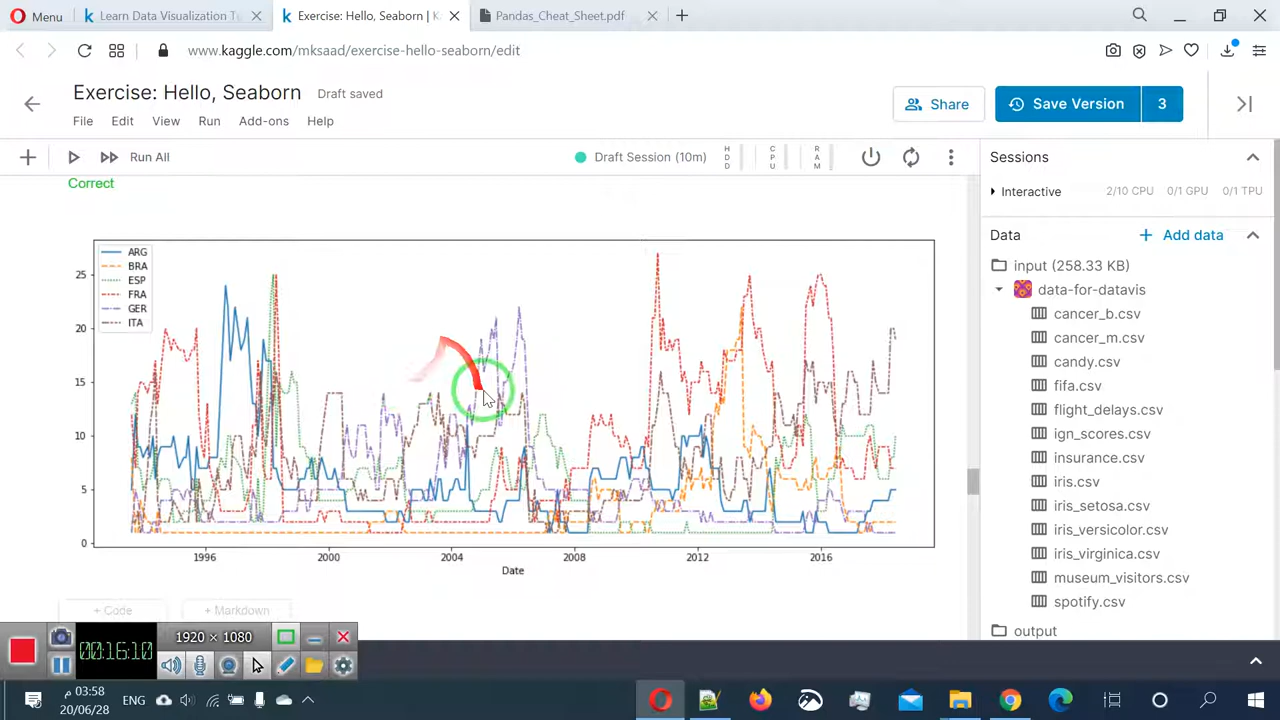 Menu
Learn Data Visualization T
Exercise: Hello, Seaborn | K
Pandas_Cheat_Sheet.pdf
www.kaggle.com/mksaad/exercise-hello-seaborn/edit
Exercise: Hello, Seaborn
Draft saved
File Edit View Run Add-ons Help
Share
Save Version
3
Run All
Draft Session (10m)
HDD
CPU
RAM
Correct
ARG
BRA
ESP
FRA
GER
ITA
25
20
15
10
5
0
1996 2000 2004 2008 2012 2016
Date
+ Code
+ Markdown
Sessions
Interactive
2/10 CPU 0/1 GPU 0/1 TPU
Data
+ Add data
input (258.33 KB)
data-for-datavis
cancer_b.csv
cancer_m.csv
candy.csv
fifa.csv
flight_delays.csv
ign_scores.csv
insurance.csv
iris.csv
iris_setosa.csv
iris_versicolor.csv
iris_virginica.csv
museum_visitors.csv
spotify.csv
output
1920 × 1080
00:16:10
03:58 م
20/06/28
ENG